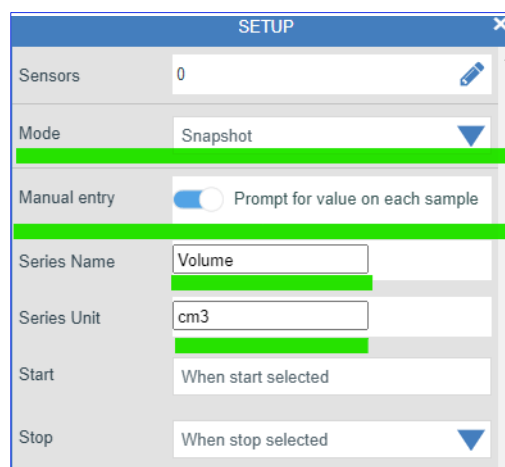 SETUP
Sensors 0
Mode Snapshot
Manual entry Prompt for value on each sample
Series Name Volume
Series Unit cm3
Start When start selected
Stop When stop selected